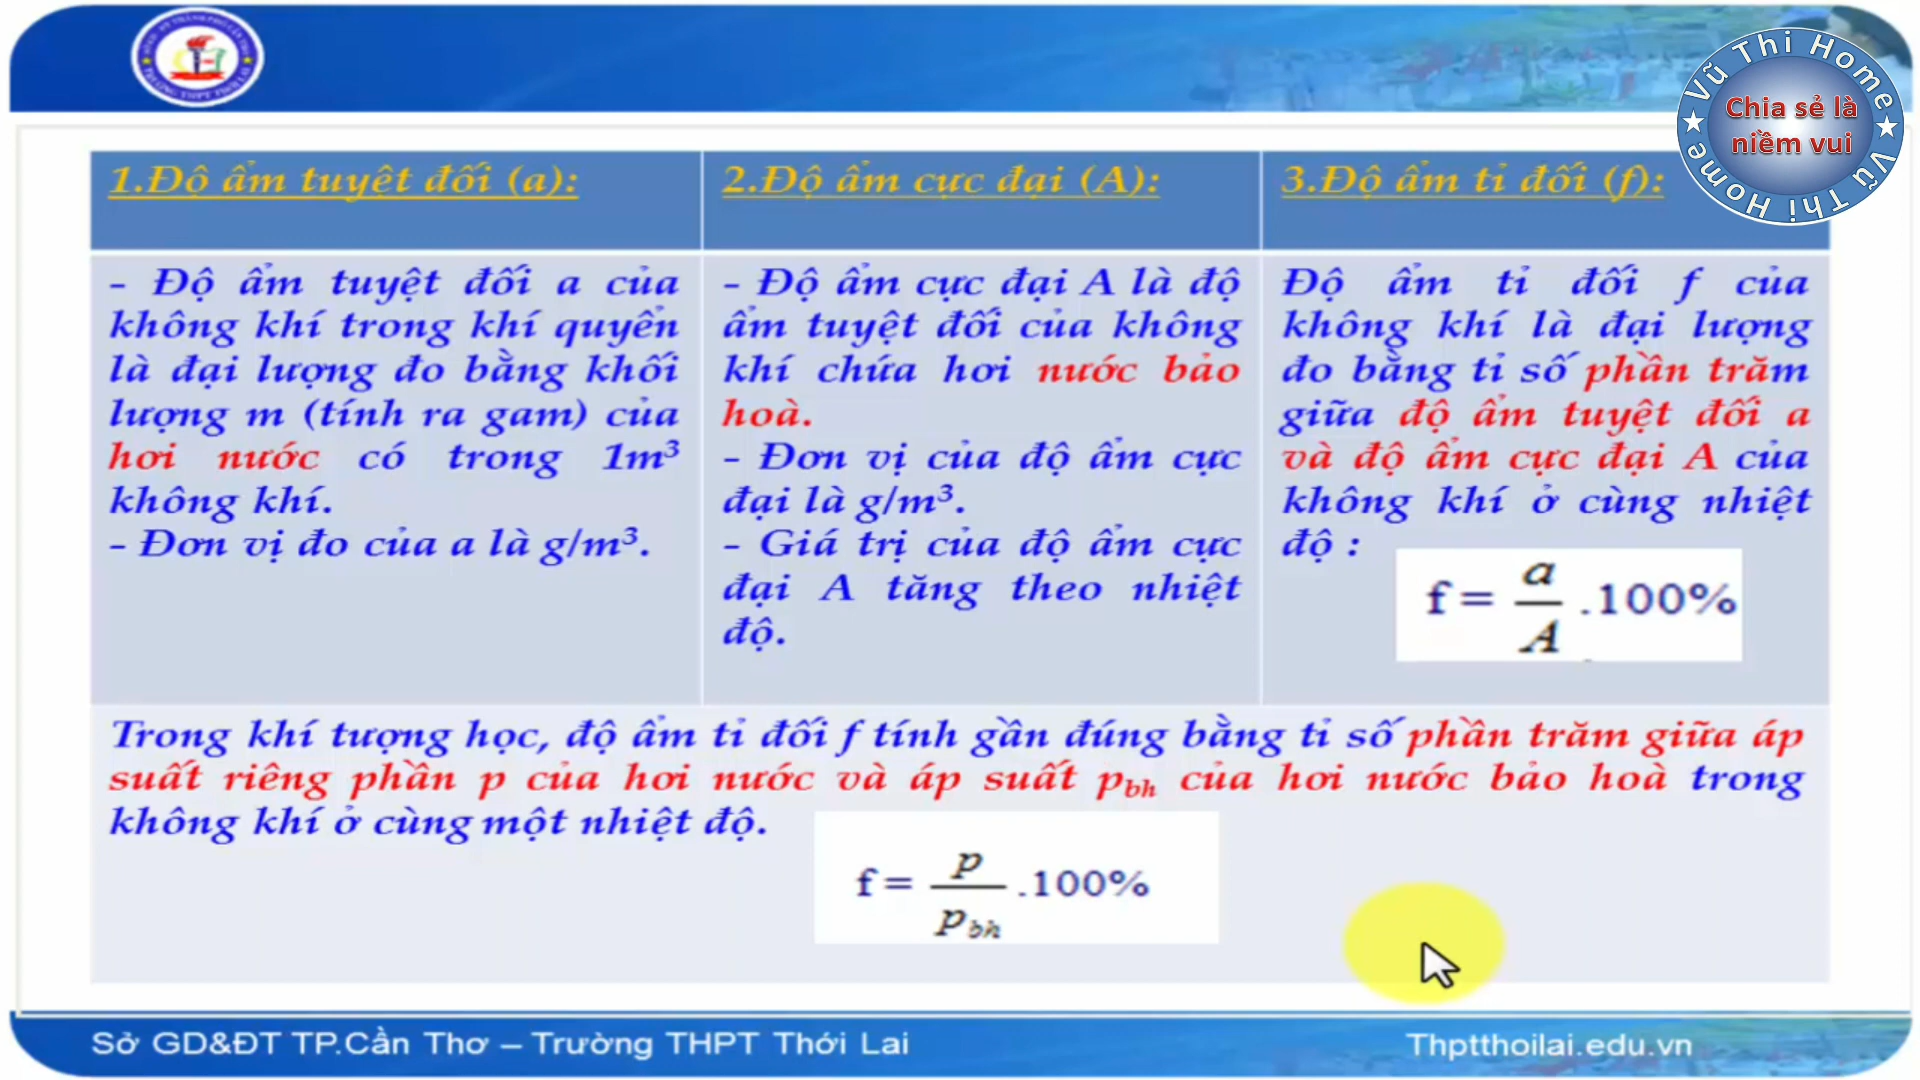 Vũ Thi Home ★ Vũ Thi Home ★
Chia sẻ là
niềm vui
1.Độ ẩm tuyệt đối (a):
- Độ ẩm tuyệt đối a của
không khí trong khí quyển
là đại lượng đo bằng khối
lượng m (tính ra gam) của
hơi nước có trong 1m³
không khí.
- Đơn vị đo của a là g/m³.
2.Độ ẩm cực đại (A):
- Độ ẩm cực đại A là độ
ẩm tuyệt đối của không
khí chứa hơi nước bảo
hoà.
- Đơn vị của độ ẩm cực
đại là g/m³.
- Giá trị của độ ẩm cực
đại A tăng theo nhiệt
độ.
3.Độ ẩm tỉ đối (f):
Độ ẩm tỉ đối f của
không khí là đại lượng
đo bằng tỉ số phần trăm
giữa độ ẩm tuyệt đối a
và độ ẩm cực đại A của
không khí ở cùng nhiệt
độ :
f = a/A .100%
Trong khí tượng học, độ ẩm tỉ đối f tính gần đúng bằng tỉ số phần trăm giữa áp
suất riêng phần p của hơi nước và áp suất pbh của hơi nước bảo hoà trong
không khí ở cùng một nhiệt độ.
f = p/pbh .100%
Sở GD&ĐT TP.Cần Thơ – Trường THPT Thới Lai
Thptthoilai.edu.vn